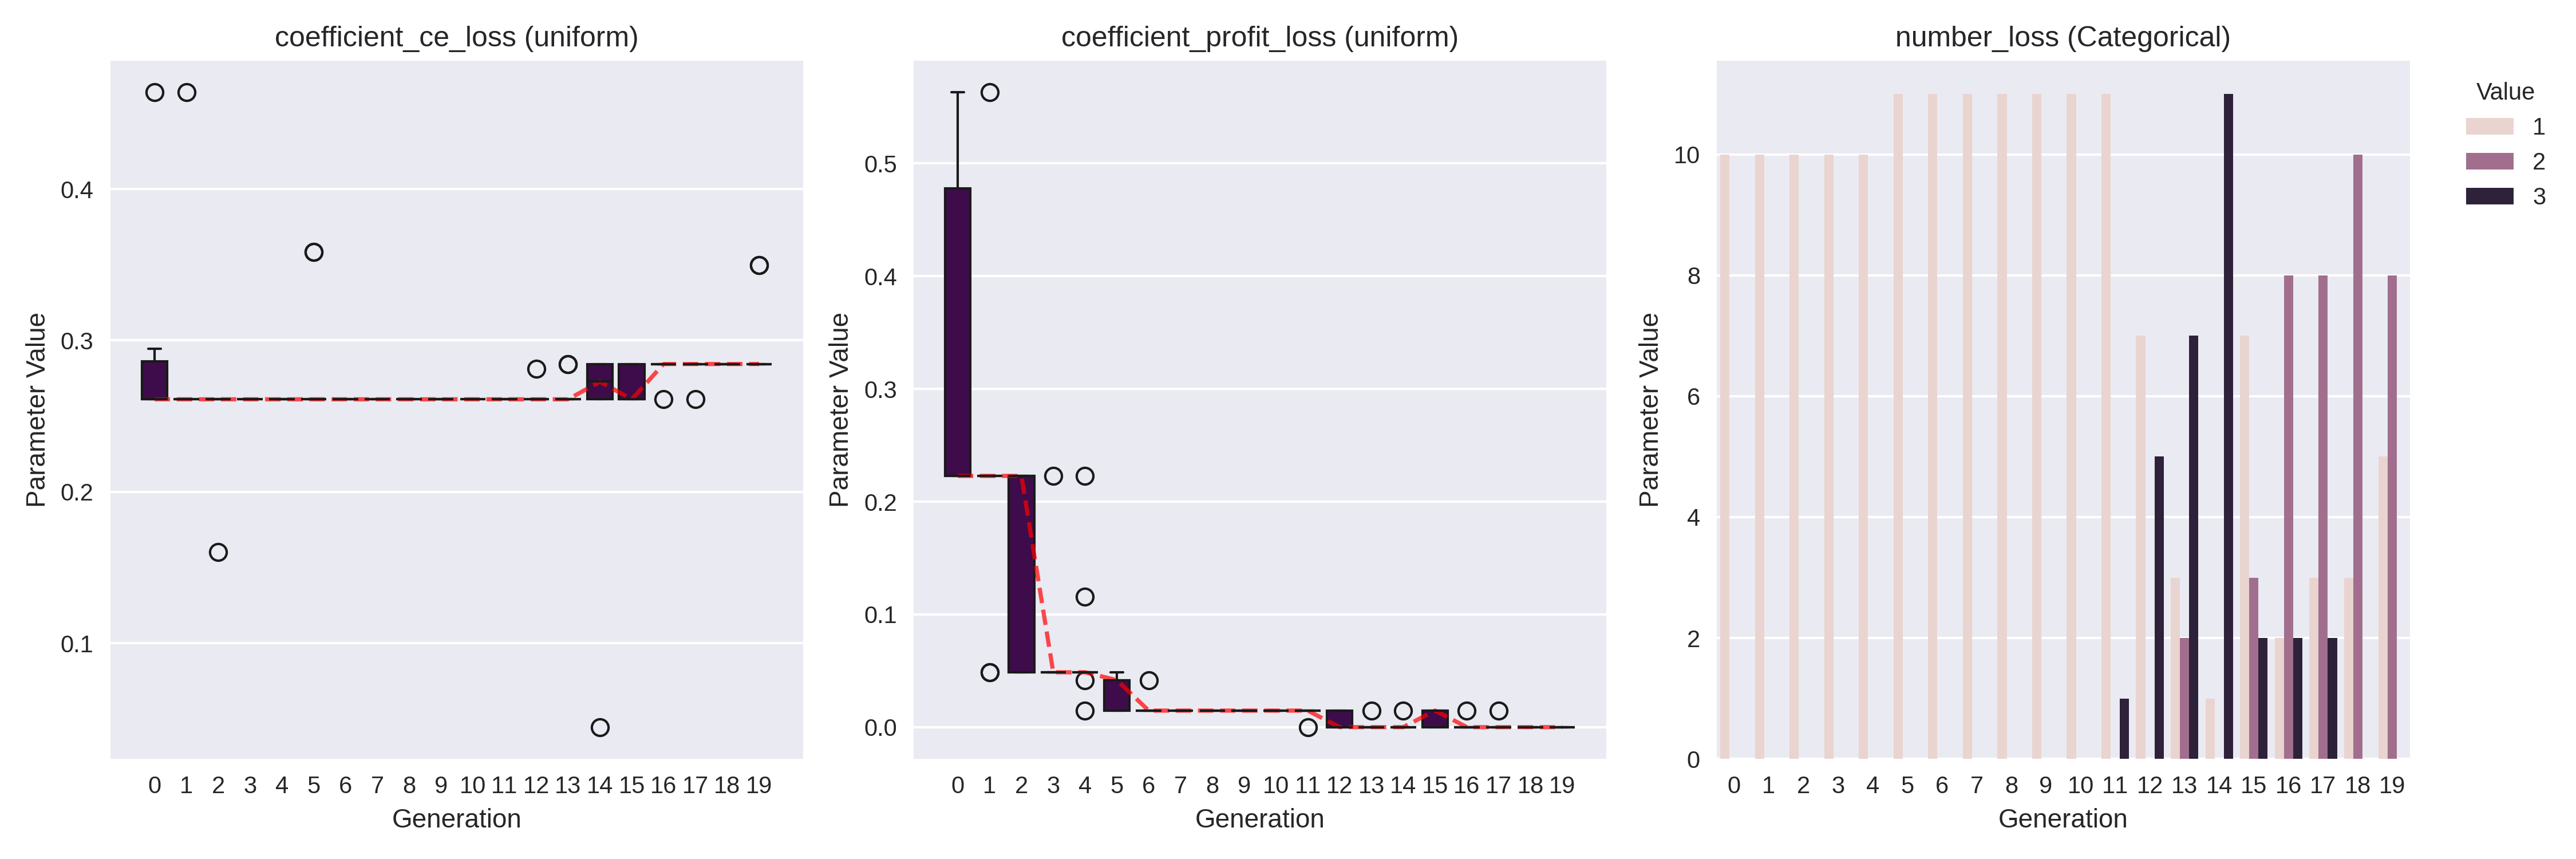 coefficient_ce_loss (uniform)
Parameter Value
0.4
0.3
0.2
0.1
0 1 2 3 4 5 6 7 8 9 10 11 12 13 14 15 16 17 18 19
Generation
coefficient_profit_loss (uniform)
Parameter Value
0.5
0.4
0.3
0.2
0.1
0.0
0 1 2 3 4 5 6 7 8 9 10 11 12 13 14 15 16 17 18 19
Generation
number_loss (Categorical)
Parameter Value
10
8
6
4
2
0
0 1 2 3 4 5 6 7 8 9 10 11 12 13 14 15 16 17 18 19
Generation
Value
1
2
3